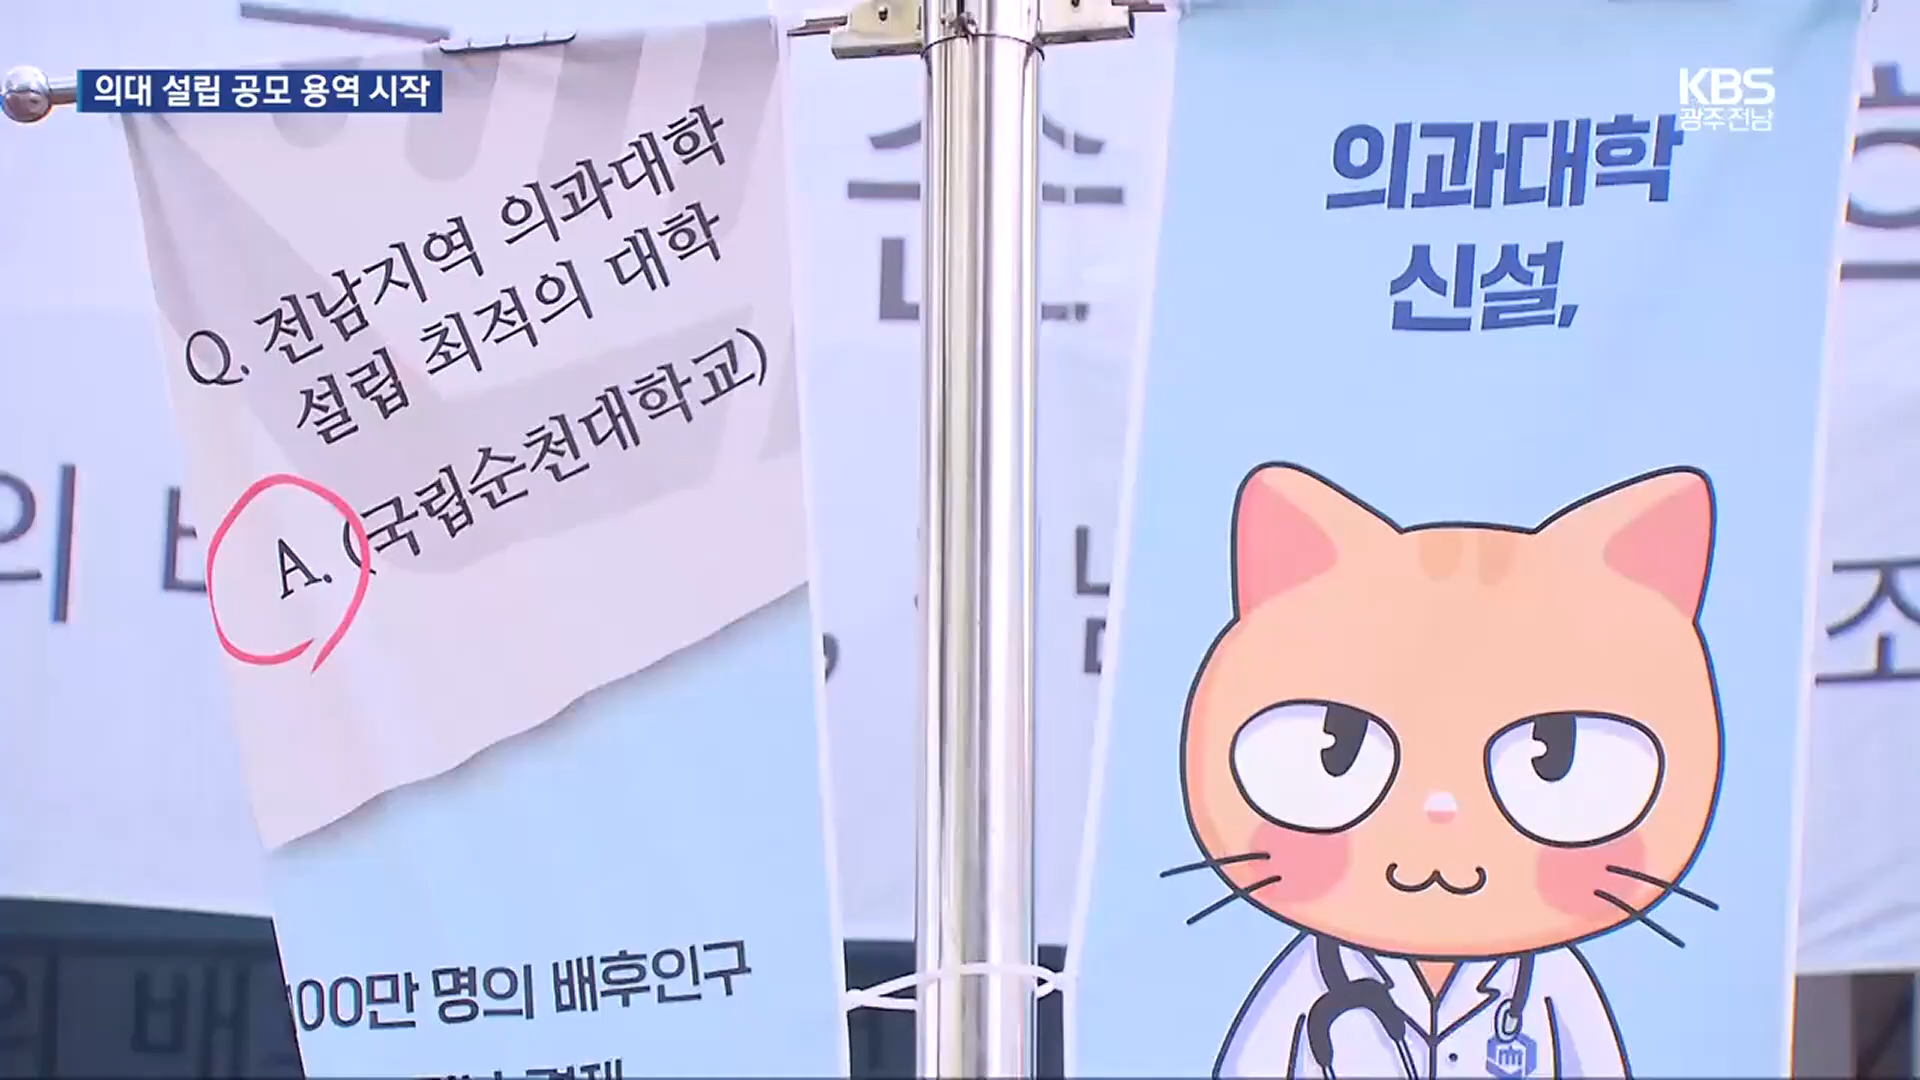 의대 설립 공모 용역 시작
KBS
광주전남
Q. 전남지역 의과대학
설립 최적의 대학
A. (국립순천대학교)
00만 명의 배후인구
의과대학
신설,